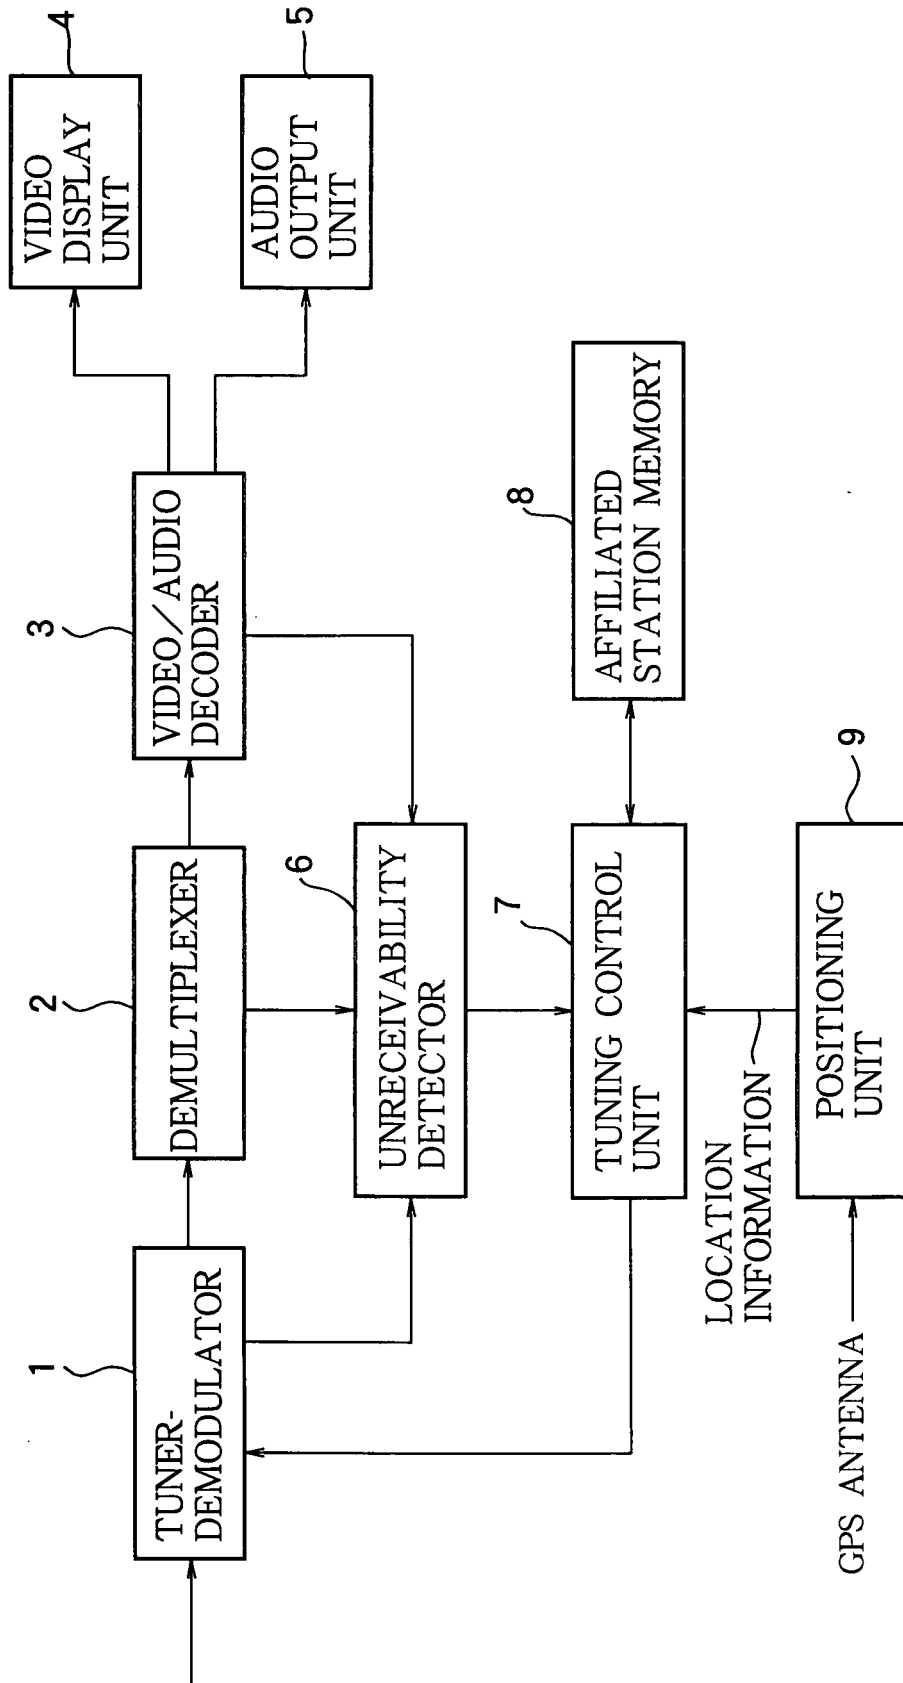 1
TUNER-
DEMODULATOR
2
DEMULTIPLEXER
3
VIDEO/AUDIO
DECODER
4
VIDEO
DISPLAY
UNIT
5
AUDIO
OUTPUT
UNIT
6
UNRECEIVABILITY
DETECTOR
7
TUNING CONTROL
UNIT
8
AFFILIATED
STATION MEMORY
LOCATION
INFORMATION
9
POSITIONING
UNIT
GPS ANTENNA